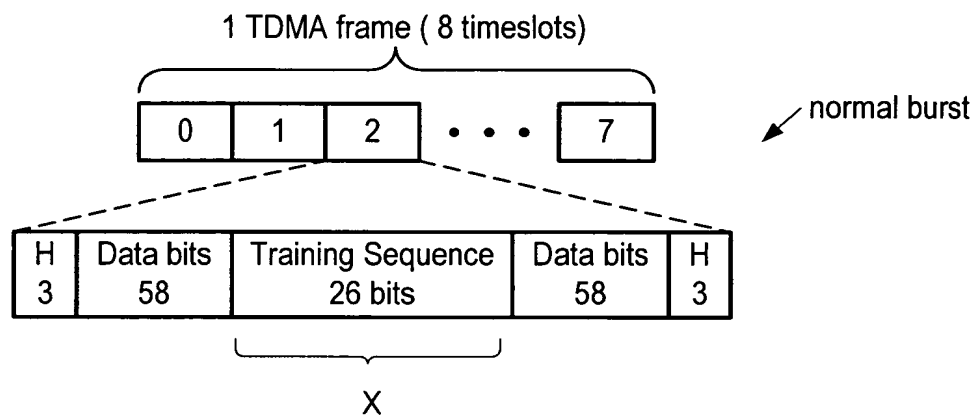 1 TDMA frame ( 8 timeslots)
0 1 2 • • • 7
normal burst
H Data bits Training Sequence Data bits H
3 58 26 bits 58 3
X